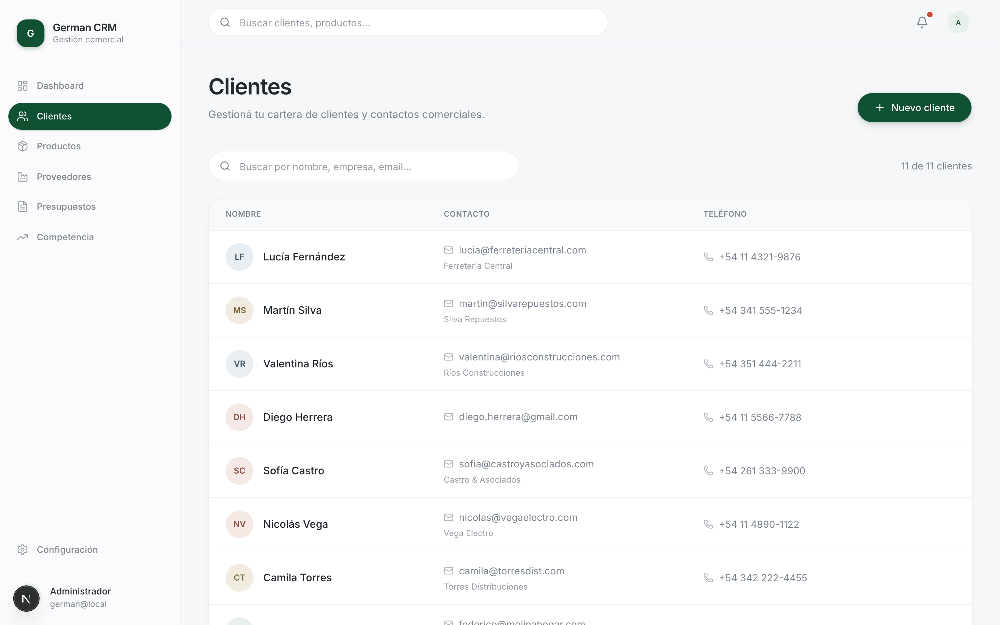 G
German CRM
Gestión comercial
Dashboard
Clientes
Productos
Proveedores
Presupuestos
Competencia
Configuración
N
Administrador
german@local
Buscar clientes, productos...
A
Clientes
Gestioná tu cartera de clientes y contactos comerciales.
+ Nuevo cliente
Buscar por nombre, empresa, email...
11 de 11 clientes
NOMBRE CONTACTO TELÉFONO
LF Lucía Fernández lucia@ferreteriacentral.com +54 11 4321-9876
Ferretería Central
MS Martín Silva martin@silvarepuestos.com +54 341 555-1234
Silva Repuestos
VR Valentina Ríos valentina@riosconstrucciones.com +54 351 444-2211
Ríos Construcciones
DH Diego Herrera diego.herrera@gmail.com +54 11 5566-7788
SC Sofía Castro sofia@castroyasociados.com +54 261 333-9900
Castro & Asociados
NV Nicolás Vega nicolas@vegaelectro.com +54 11 4890-1122
Vega Electro
CT Camila Torres camila@torresdist.com +54 342 222-4455
Torres Distribuciones
federico@molinahogar.com